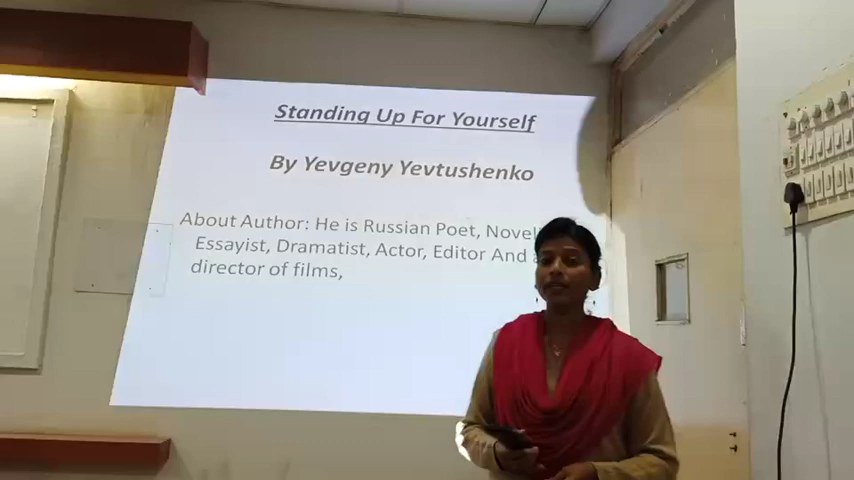 Standing Up For Yourself
By Yevgeny Yevtushenko
About Author: He is Russian Poet, Novel
Essayist, Dramatist, Actor, Editor And
director of films,